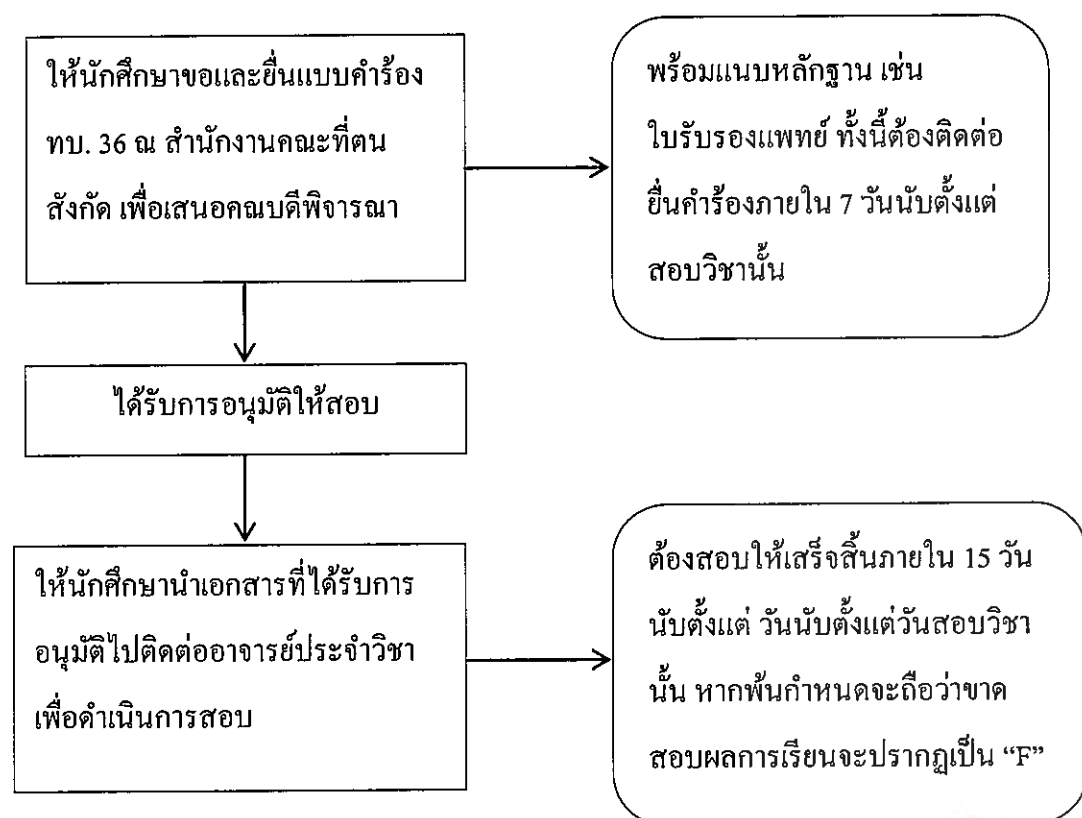 ให้นักศึกษาขอและยื่นแบบคำร้อง
ทบ. 36 ณ สำนักงานคณะที่ตน
สังกัด เพื่อเสนอคณบดีพิจารณา
พร้อมแนบหลักฐาน เช่น
ใบรับรองแพทย์ ทั้งนี้ต้องติดต่อ
ยื่นคำร้องภายใน 7 วันนับตั้งแต่
สอบวิชานั้น
ได้รับการอนุมัติให้สอบ
ให้นักศึกษานำเอกสารที่ได้รับการ
อนุมัติไปติดต่ออาจารย์ประจำวิชา
เพื่อดำเนินการสอบ
ต้องสอบให้เสร็จสิ้นภายใน 15 วัน
นับตั้งแต่ วันนับตั้งแต่วันสอบวิชา
นั้น หากพ้นกำหนดจะถือว่าขาด
สอบผลการเรียนจะปรากฏเป็น “F”